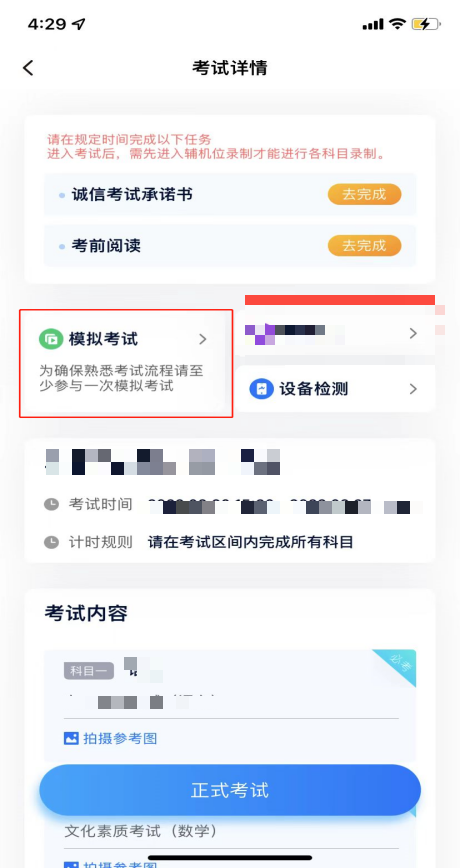 4:29
考试详情
请在规定时间完成以下任务
进入考试后，需先进入辅机位录制才能进行各科目录制。
诚信考试承诺书
去完成
考前阅读
去完成
模拟考试
为确保熟悉考试流程请至
少参与一次模拟考试
设备检测
考试时间
计时规则 请在考试区间内完成所有科目
考试内容
必考
科目一
拍摄参考图
正式考试
文化素质考试（数学）
拍摄参考图